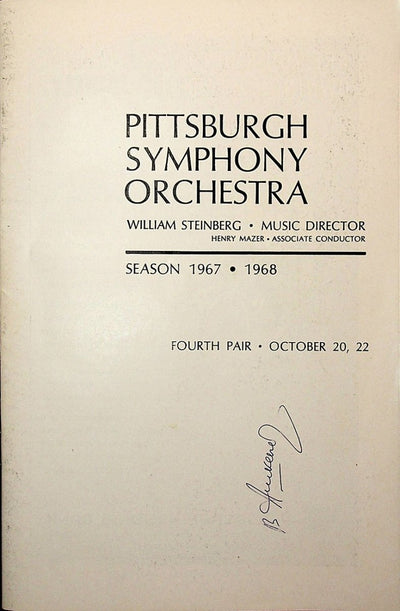 PITTSBURGH
SYMPHONY
ORCHESTRA
WILLIAM STEINBERG • MUSIC DIRECTOR
HENRY MAZER • ASSOCIATE CONDUCTOR
SEASON 1967 • 1968
FOURTH PAIR • OCTOBER 20, 22